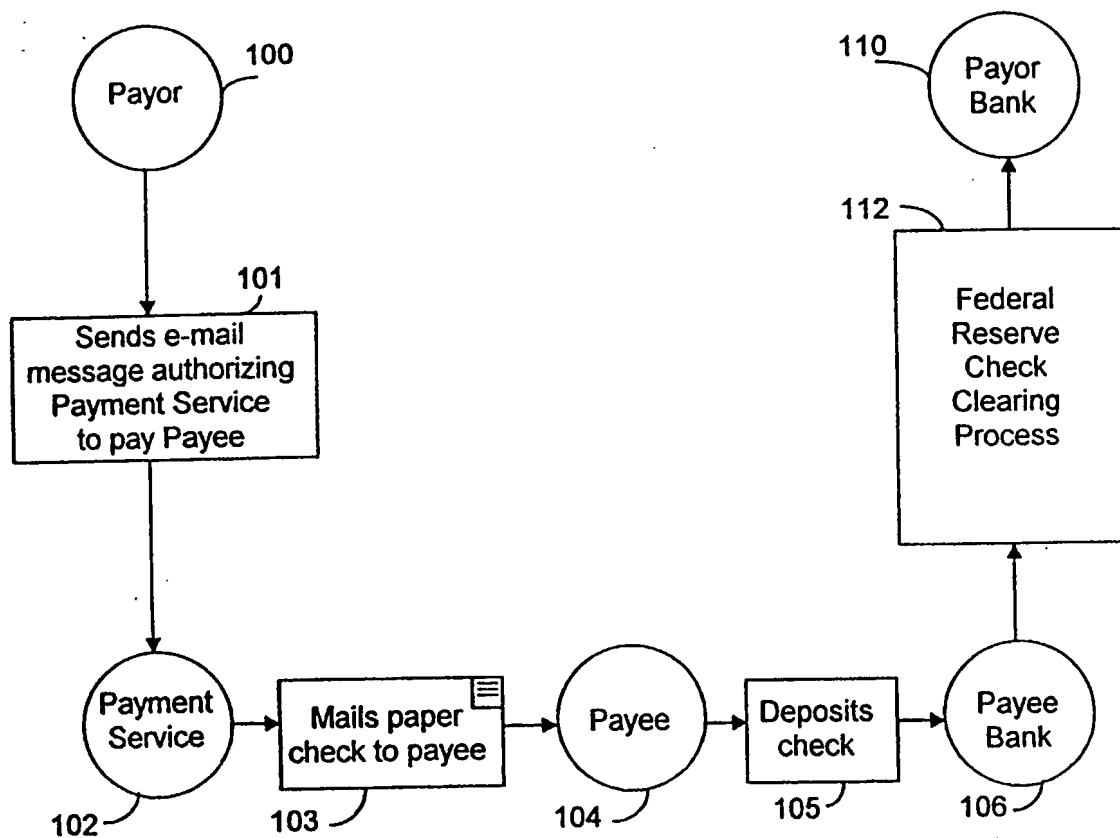 100
Payor
101
Sends e-mail
message authorizing
Payment Service
to pay Payee
Payment
Service
102
Mails paper
check to payee
103
Payee
104
Deposits
check
105
Payee
Bank
106
112
Federal
Reserve
Check
Clearing
Process
110
Payor
Bank